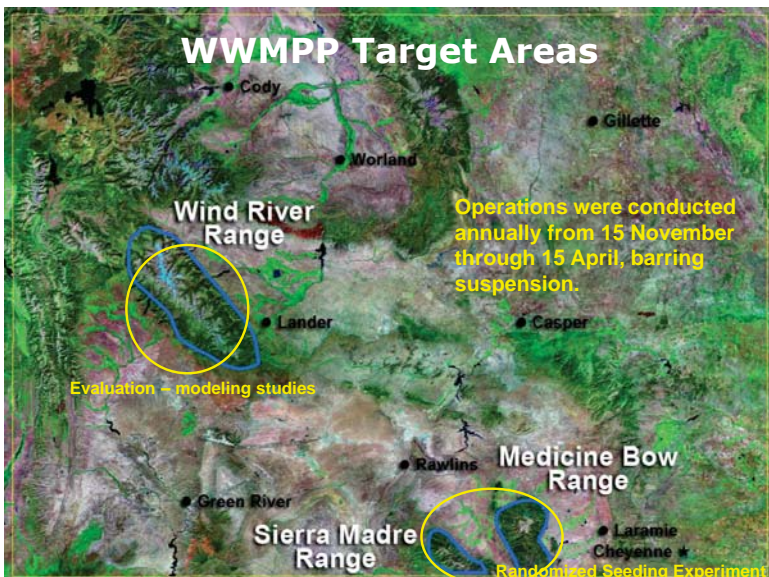 WWMPP Target Areas
Cody
Gillette
Worland
Wind River
Range
Operations were conducted
annually from 15 November
through 15 April, barring
suspension.
Lander
Casper
Evaluation – modeling studies
Rawlins
Medicine Bow
Range
Green River
Sierra Madre
Range
Laramie
Cheyenne
Randomized Seeding Experiment